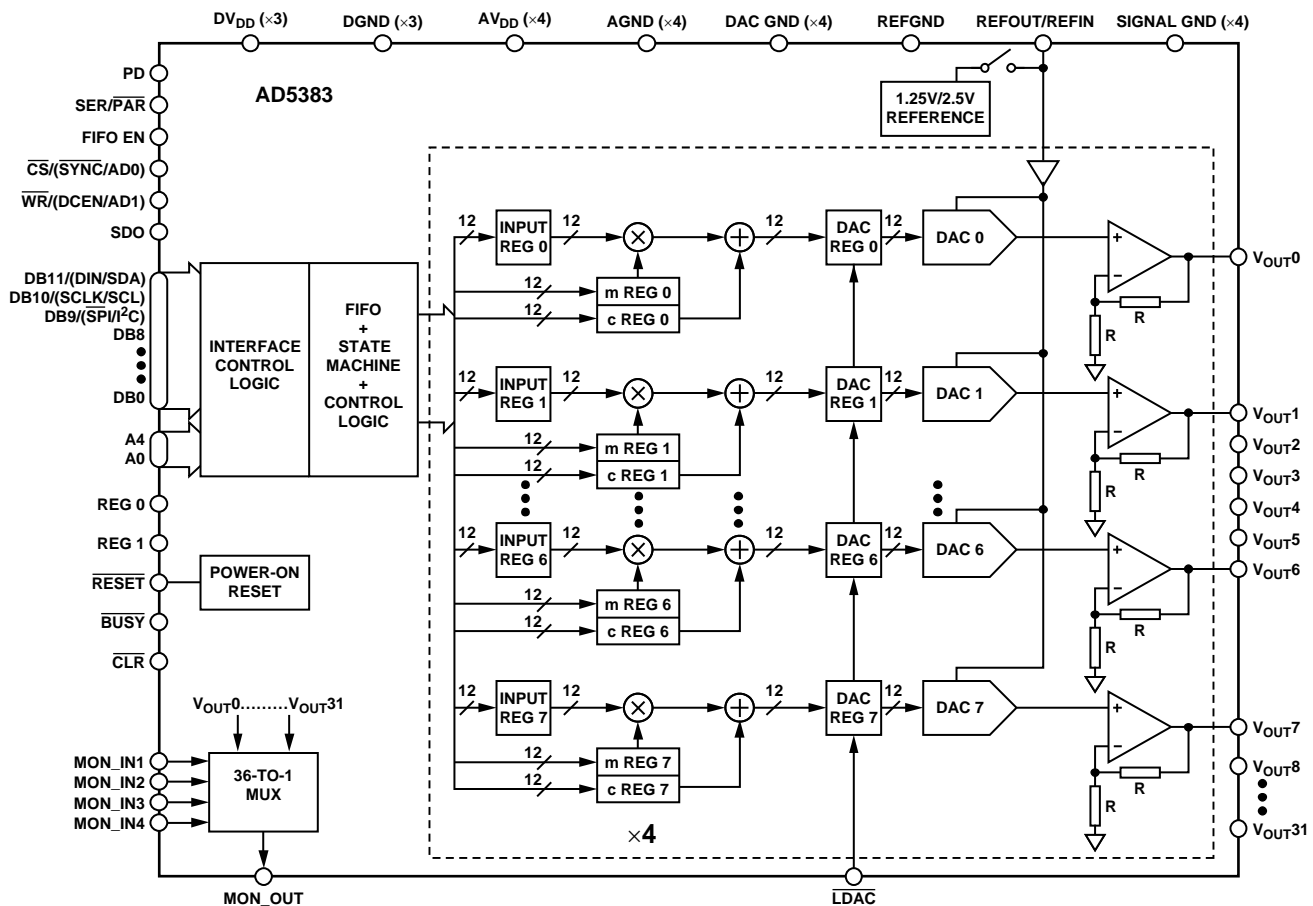 DVDD (×3)
DGND (×3)
AVDD (×4)
AGND (×4)
DAC GND (×4)
REFGND
REFOUT/REFIN
SIGNAL GND (×4)
PD
SER/PAR
FIFO EN
CS/(SYNC/AD0)
WR/(DCEN/AD1)
SDO
DB11/(DIN/SDA)
DB10/(SCLK/SCL)
DB9/(SPI/I2C)
DB8
DB0
A4
A0
REG 0
REG 1
RESET
BUSY
CLR
MON_IN1
MON_IN2
MON_IN3
MON_IN4
AD5383
1.25V/2.5V
REFERENCE
INTERFACE
CONTROL
LOGIC
FIFO
+
STATE
MACHINE
+
CONTROL
LOGIC
POWER-ON
RESET
VOUT0.........VOUT31
36-TO-1
MUX
MON_OUT
12
INPUT
REG 0
12
×
+
12
DAC
REG 0
12
DAC 0
+
−
R
R
12
m REG 0
12
c REG 0
12
INPUT
REG 1
12
×
+
12
DAC
REG 1
12
DAC 1
+
−
R
R
12
m REG 1
12
c REG 1
12
INPUT
REG 6
12
×
+
12
DAC
REG 6
12
DAC 6
+
−
R
R
12
m REG 6
12
c REG 6
12
INPUT
REG 7
12
×
+
12
DAC
REG 7
12
DAC 7
+
−
R
R
12
m REG 7
12
c REG 7
×4
LDAC
VOUT0
VOUT1
VOUT2
VOUT3
VOUT4
VOUT5
VOUT6
VOUT7
VOUT8
VOUT31